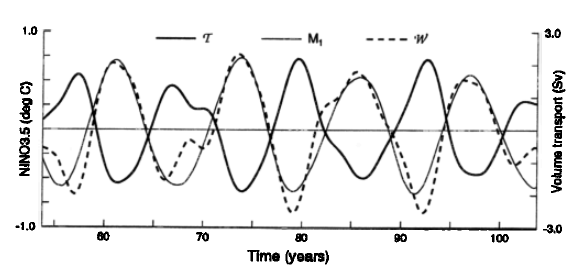 𝒯 M₁ 𝒲
1.0 3.0
NINO3.5 (deg C)
Volume transport (Sv)
-1.0 -3.0
60 70 80 90 100
Time (years)